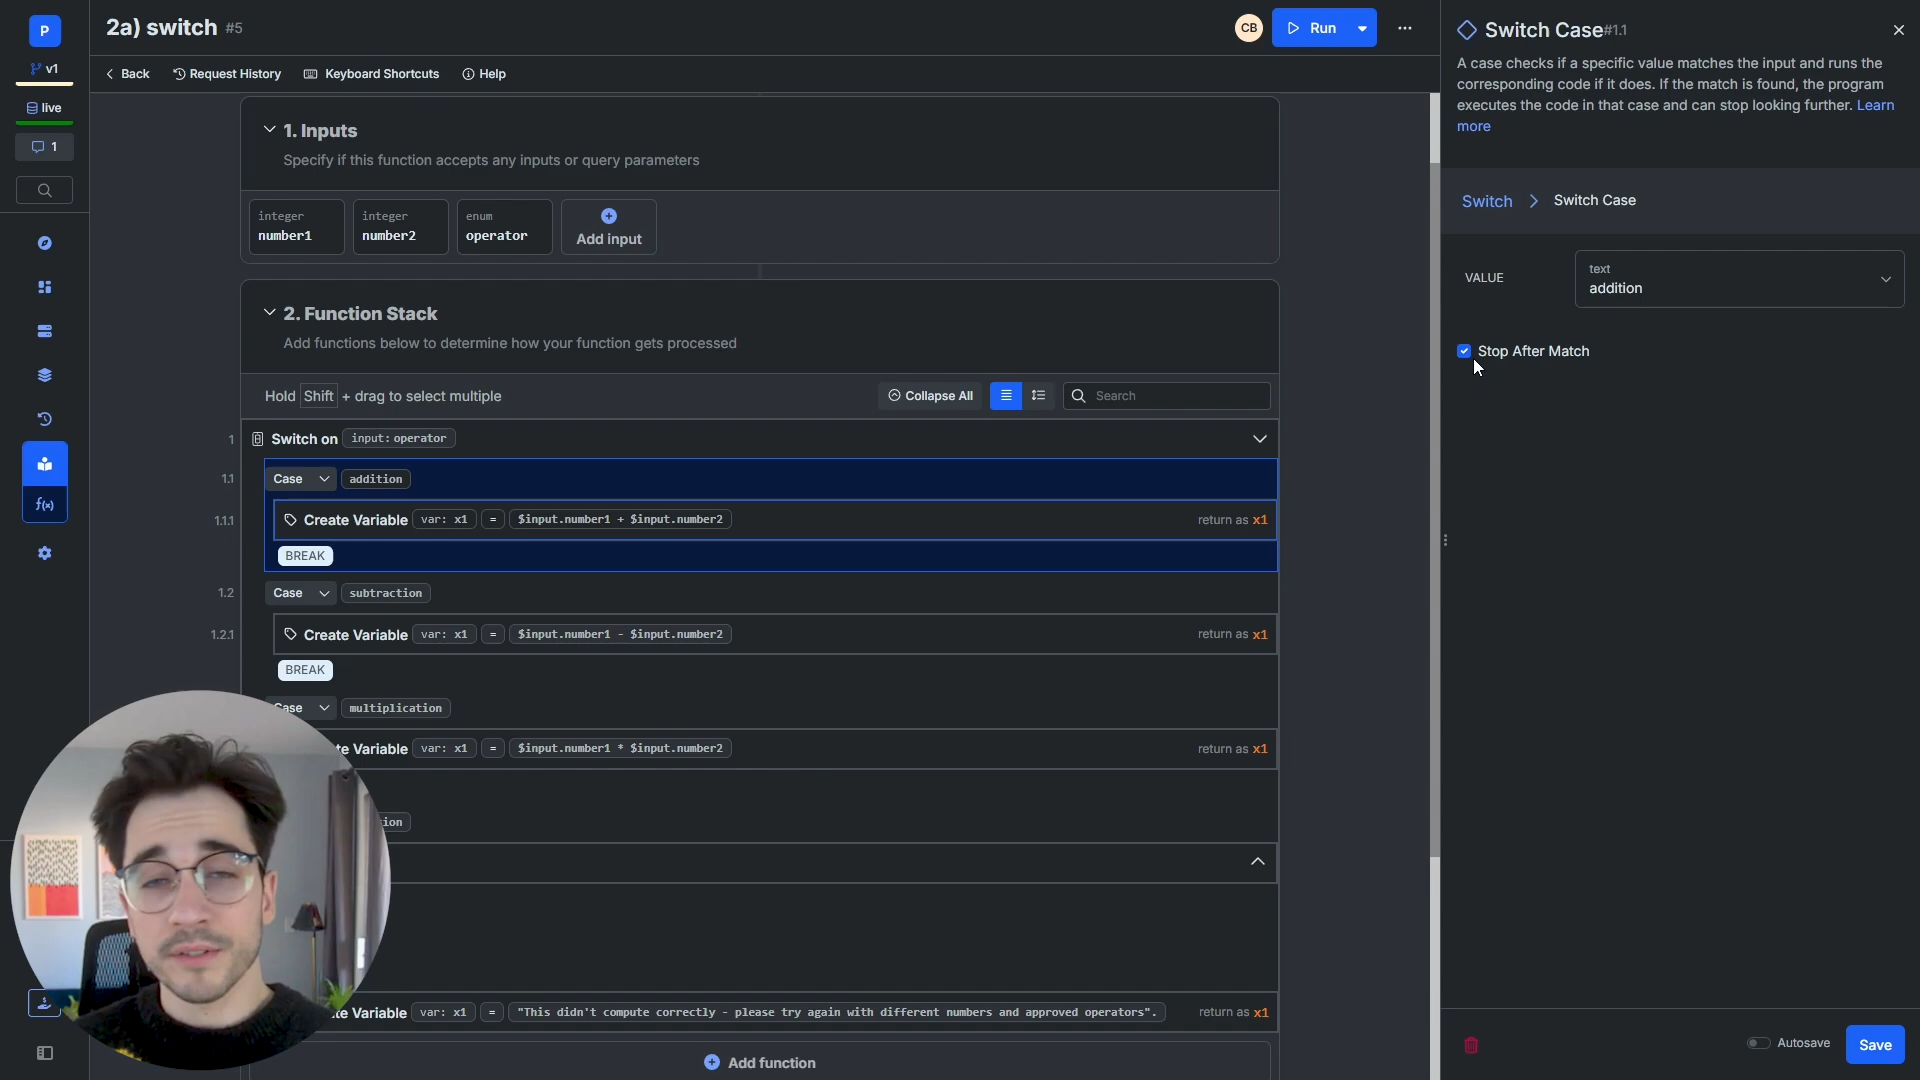 P
2a) switch #5
CB
Run
Switch Case #1.1
v1
live
1
Back
Request History
Keyboard Shortcuts
Help
A case checks if a specific value matches the input and runs the
corresponding code if it does. If the match is found, the program
executes the code in that case and can stop looking further. Learn
more
1. Inputs
Specify if this function accepts any inputs or query parameters
integer
number1
integer
number2
enum
operator
Add input
Switch > Switch Case
VALUE
text
addition
Stop After Match
2. Function Stack
Add functions below to determine how your function gets processed
Hold Shift + drag to select multiple
Collapse All
Search
1 Switch on input: operator
1.1 Case addition
1.1.1 Create Variable var: x1 = $input.number1 + $input.number2 return as x1
BREAK
1.2 Case subtraction
1.2.1 Create Variable var: x1 = $input.number1 - $input.number2 return as x1
BREAK
Case multiplication
te Variable var: x1 = $input.number1 * $input.number2 return as x1
ion
te Variable var: x1 = "This didn't compute correctly - please try again with different numbers and approved operators". return as x1
Add function
f(x)
Autosave
Save